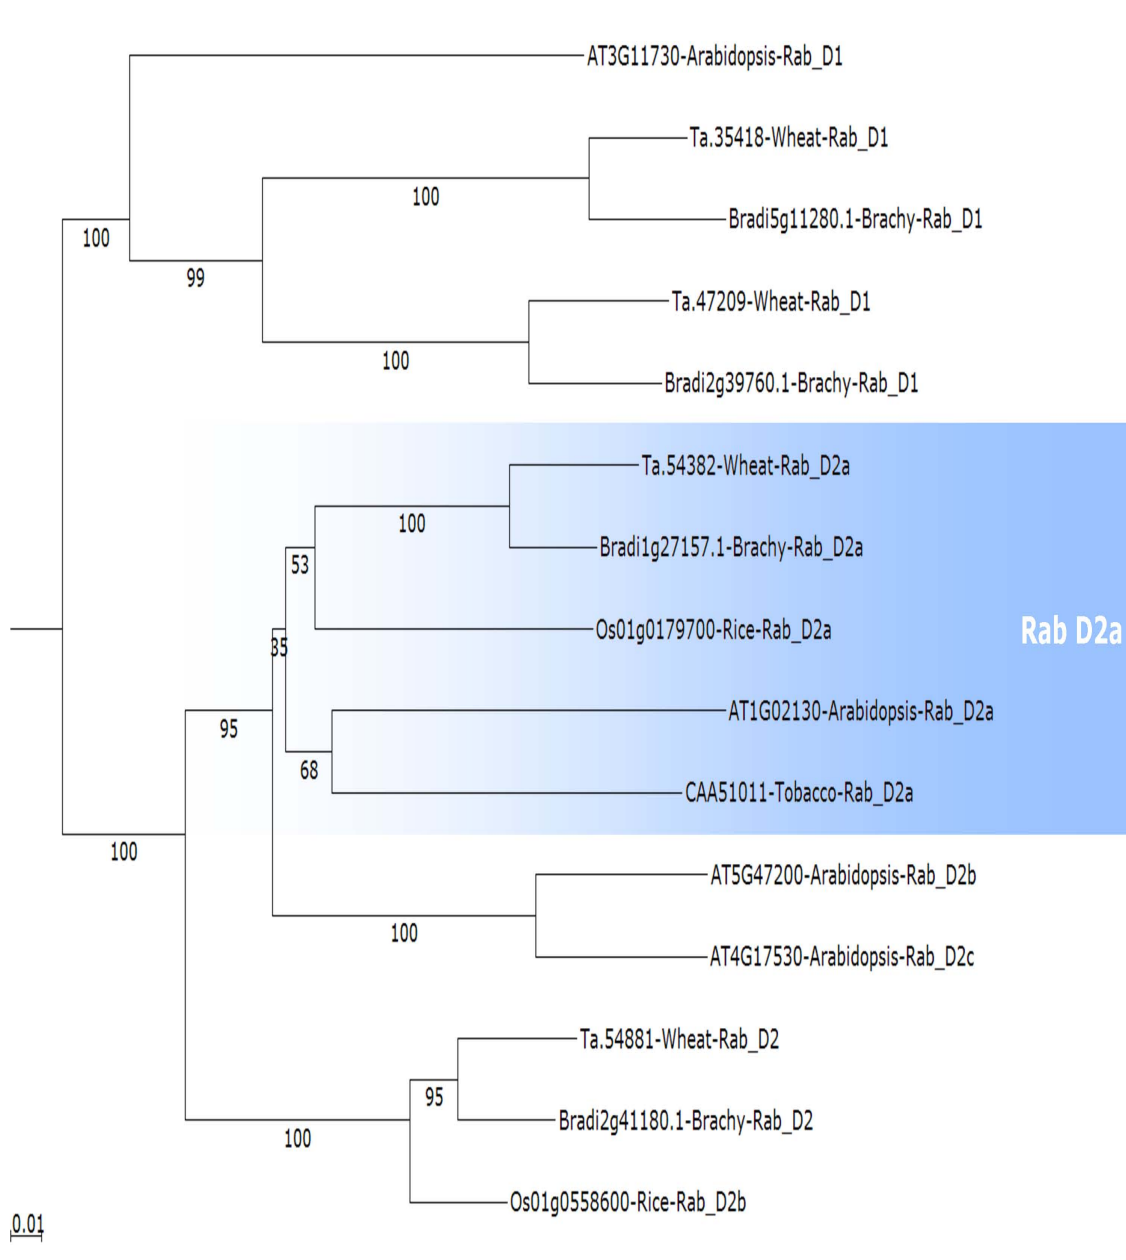 AT3G11730-Arabidopsis-Rab_D1
Ta.35418-Wheat-Rab_D1
100
Bradi5g11280.1-Brachy-Rab_D1
100
99
Ta.47209-Wheat-Rab_D1
100
Bradi2g39760.1-Brachy-Rab_D1
Ta.54382-Wheat-Rab_D2a
100
Bradi1g27157.1-Brachy-Rab_D2a
53
Os01g0179700-Rice-Rab_D2a
Rab D2a
35
AT1G02130-Arabidopsis-Rab_D2a
95
68
CAA51011-Tobacco-Rab_D2a
100
AT5G47200-Arabidopsis-Rab_D2b
100
AT4G17530-Arabidopsis-Rab_D2c
Ta.54881-Wheat-Rab_D2
95
Bradi2g41180.1-Brachy-Rab_D2
100
Os01g0558600-Rice-Rab_D2b
0.01